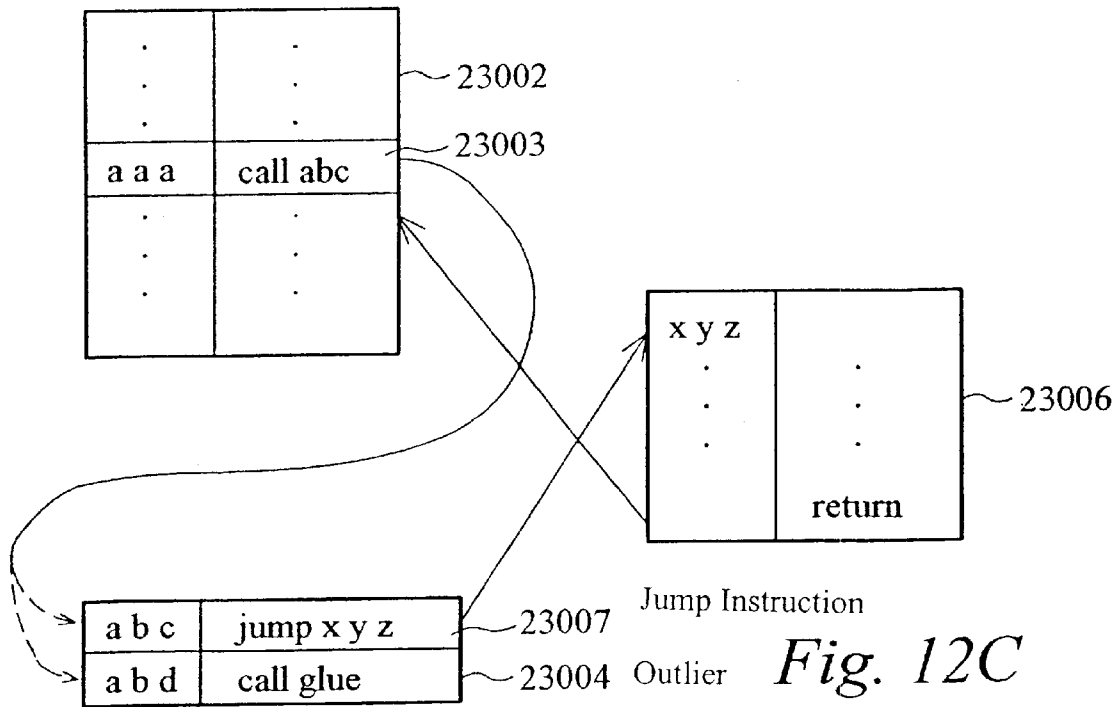 23002
a a a call abc 23003
x y z
23006
return
a b c jump x y z 23007 Jump Instruction
a b d call glue 23004 Outlier
Fig. 12C